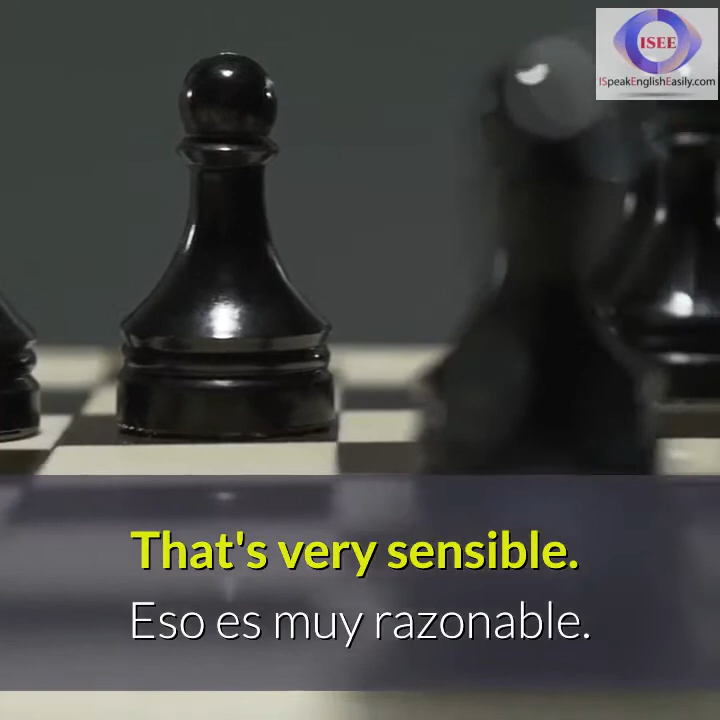 ISEE
ISpeakEnglishEasily.com
That's very sensible.
Eso es muy razonable.